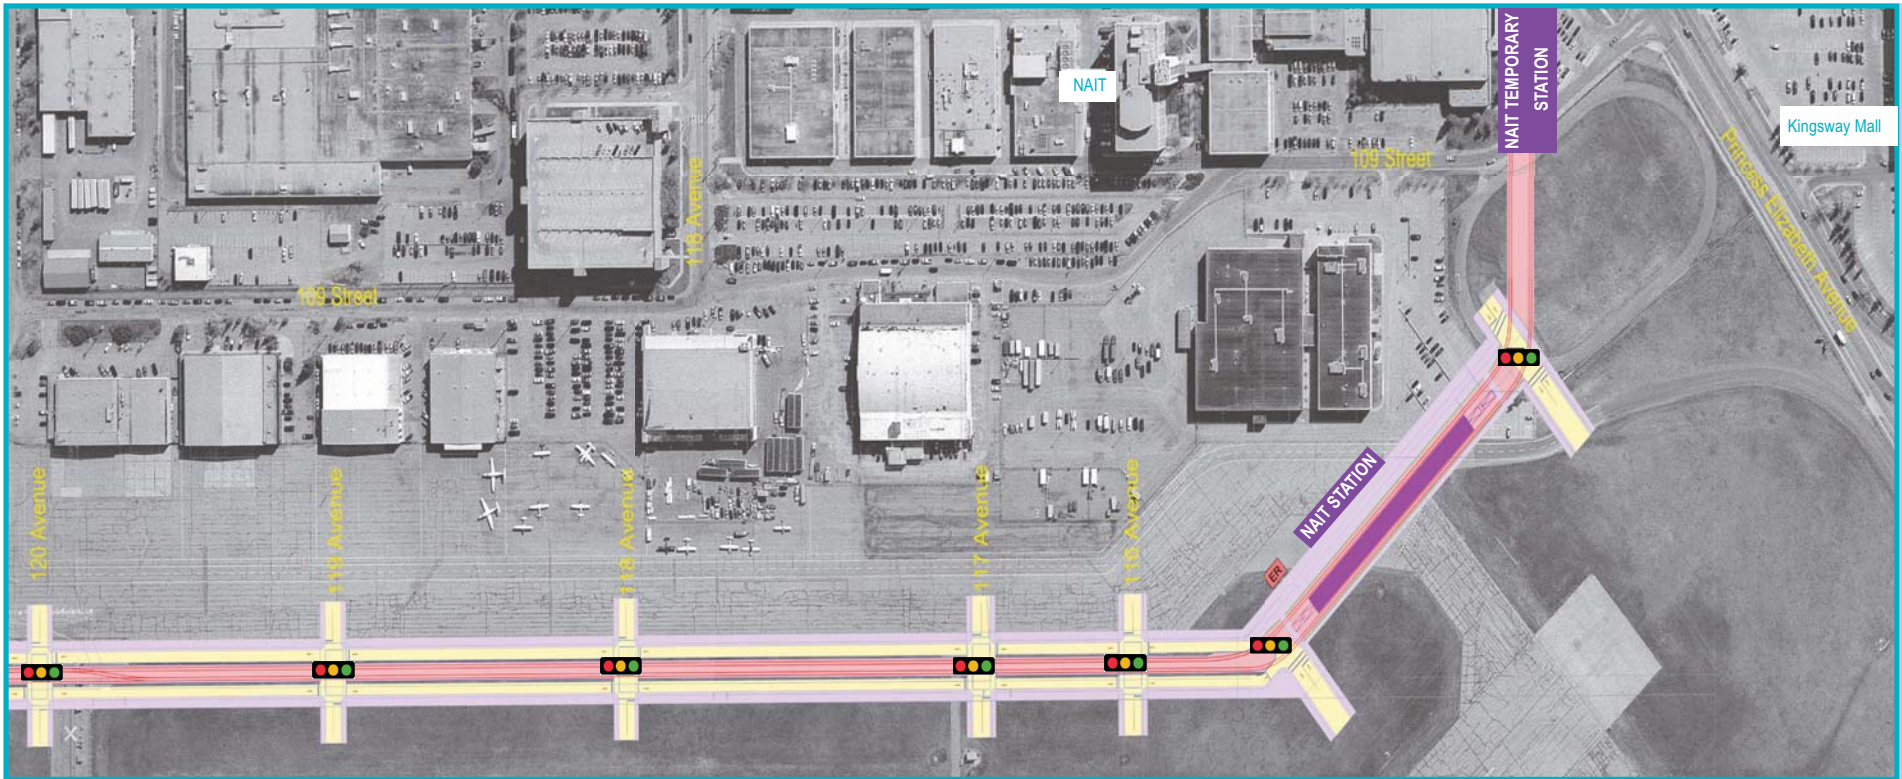 NAIT TEMPORARY
STATION
NAIT
Kingsway Mall
109 Street
Princess Elizabeth Avenue
118 Avenue
109 Street
NAIT STATION
120 Avenue
119 Avenue
118 Avenue
117 Avenue
116 Avenue
ER
X